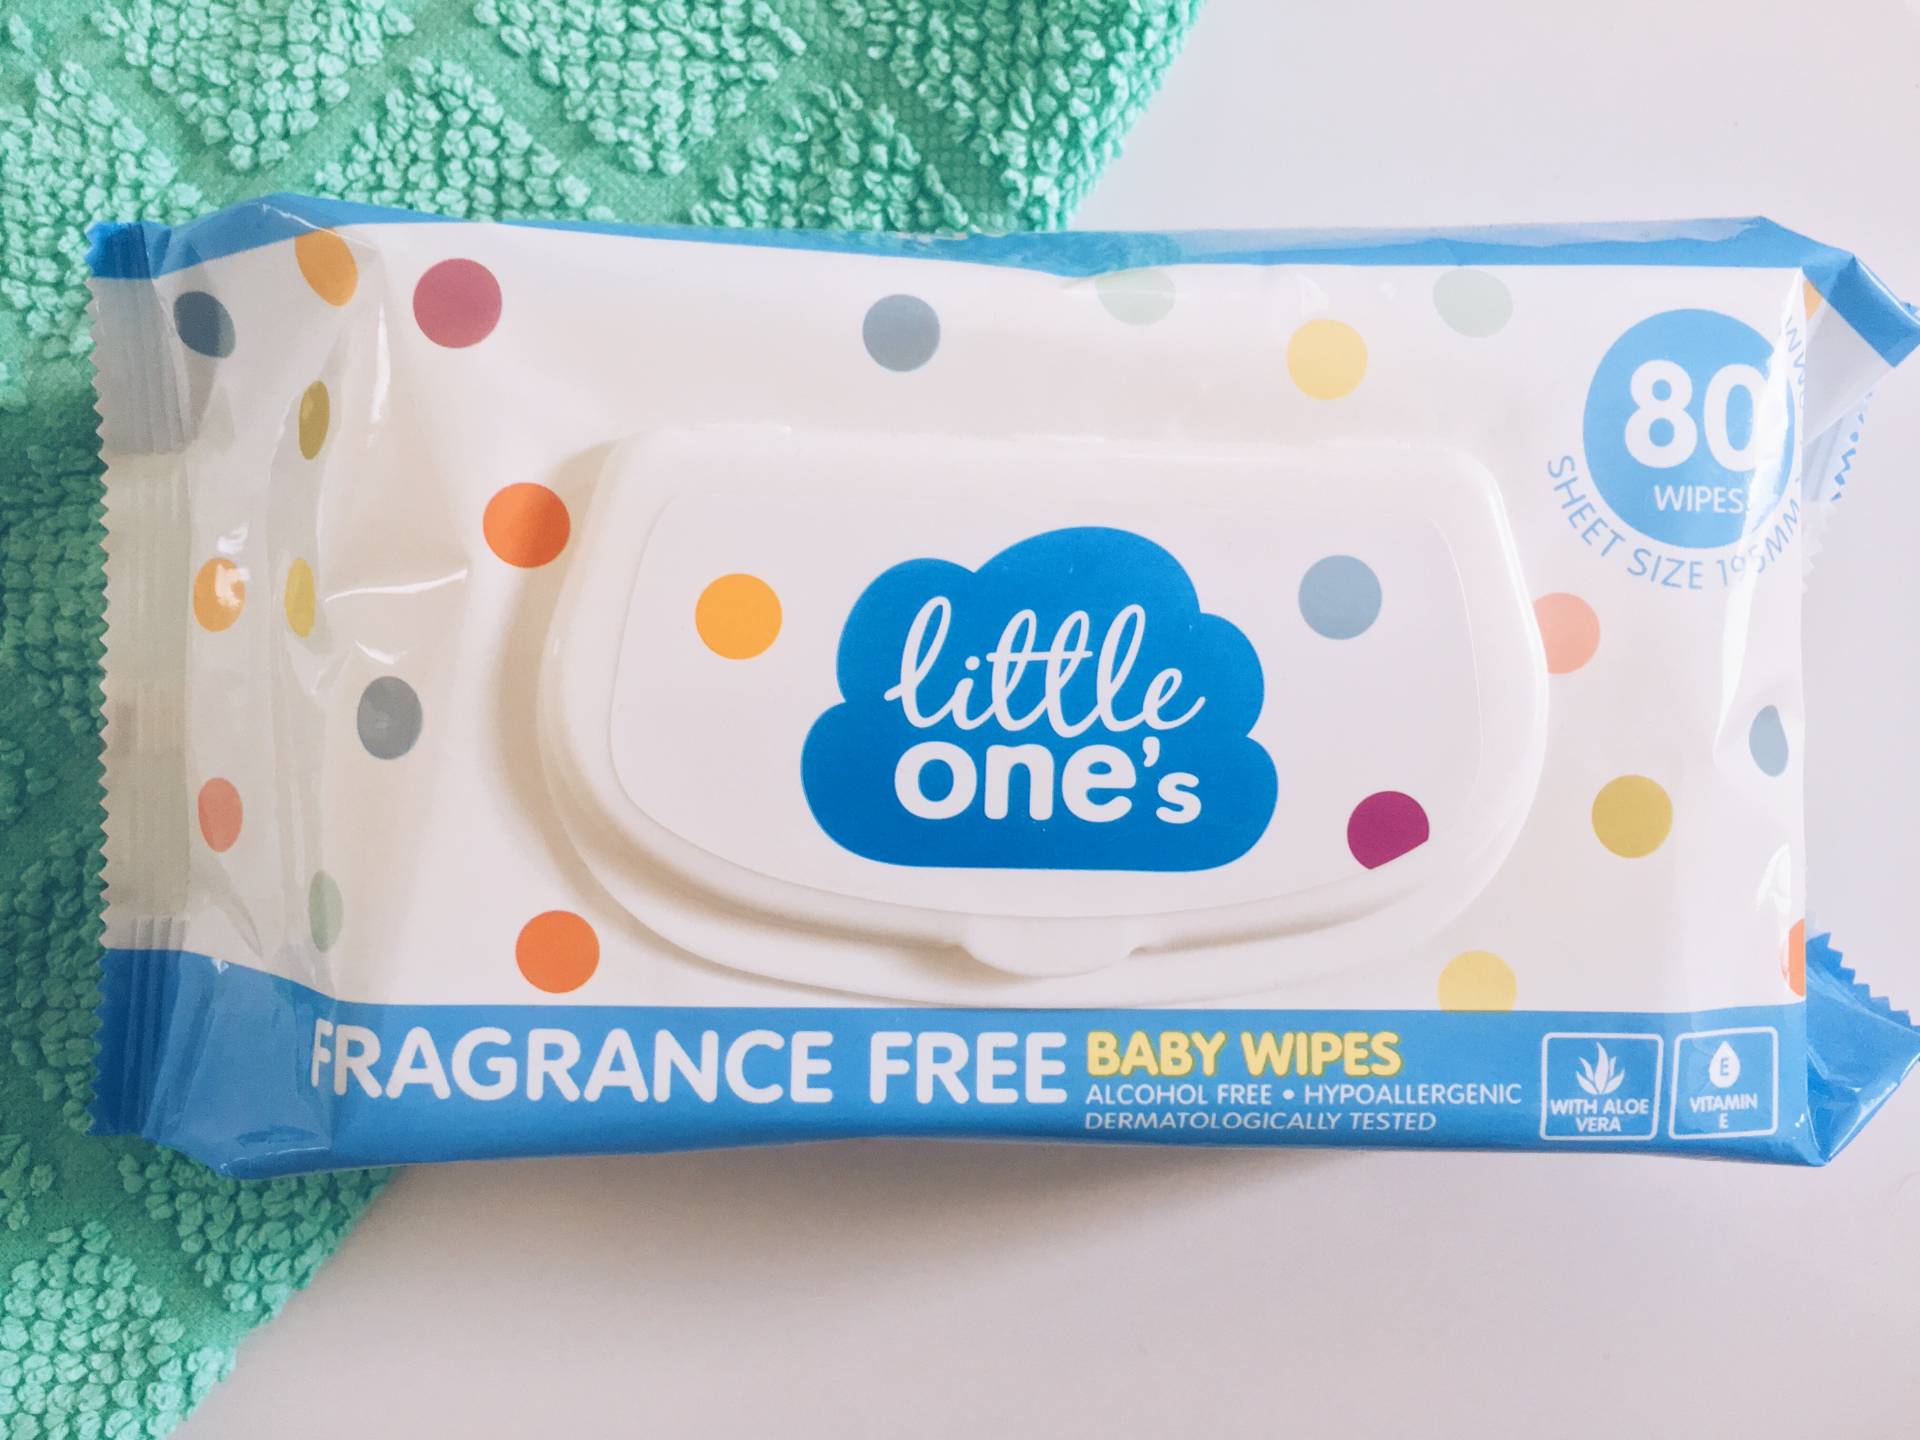 80
WIPES
SHEET SIZE 195MM
little
one's
FRAGRANCE FREE
BABY WIPES
ALCOHOL FREE • HYPOALLERGENIC
DERMATOLOGICALLY TESTED
WITH ALOE
VERA
E
VITAMIN
E